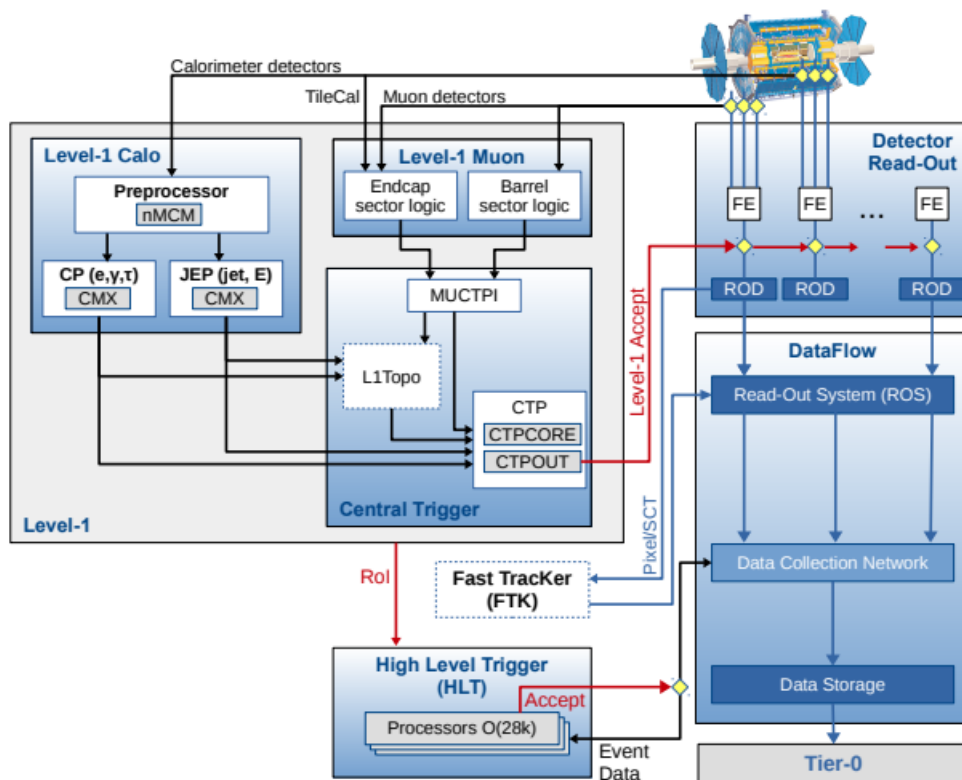 Calorimeter detectors
TileCal
Muon detectors
Level-1 Calo
Preprocessor
nMCM
CP (e,γ,τ)
CMX
JEP (jet, E)
CMX
Level-1 Muon
Endcap
sector logic
Barrel
sector logic
MUCTPI
L1Topo
CTP
CTPCORE
CTPOUT
Central Trigger
Level-1
Level-1 Accept
Detector
Read-Out
FE
FE
...
FE
ROD
ROD
ROD
DataFlow
Read-Out System (ROS)
Data Collection Network
Data Storage
Tier-0
Pixel/SCT
RoI
Fast TracKer
(FTK)
High Level Trigger
(HLT)
Accept
Processors O(28k)
Event
Data